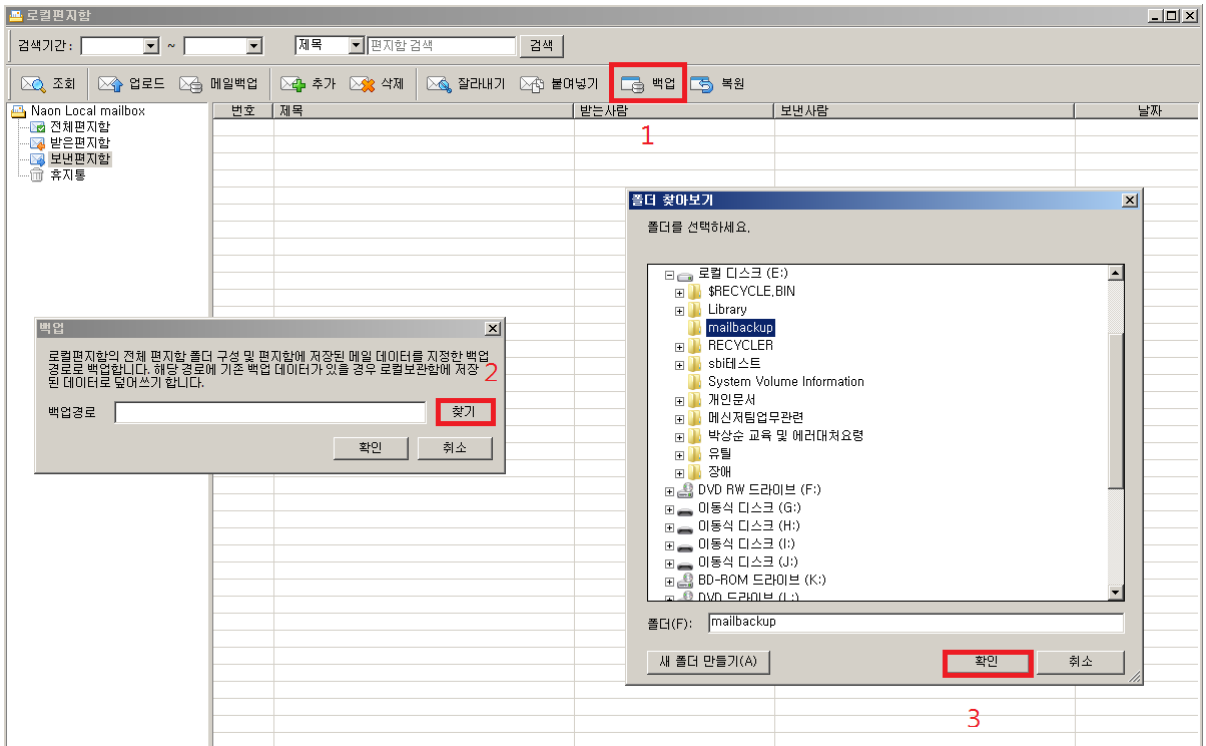 로컬편지함
검색기간: ~ 제목 편지함 검색 검색
조회 업로드 메일백업 추가 삭제 잘라내기 붙여넣기 백업 복원
Naon Local mailbox
전체편지함
받은편지함
보낸편지함
휴지통
번호 제목 받는사람 보낸사람 날짜
1
폴더 찾아보기
폴더를 선택하세요.
로컬 디스크 (E:)
$RECYCLE.BIN
Library
mailbackup
RECYCLER
sbi테스트
System Volume Information
개인문서
메신저팀업무관련
박상순 교육 및 에러대처요령
유틸
장애
DVD RW 드라이브 (F:)
이동식 디스크 (G:)
이동식 디스크 (H:)
이동식 디스크 (I:)
이동식 디스크 (J:)
BD-ROM 드라이브 (K:)
DVD 드라이브 (L:)
폴더(F): mailbackup
새 폴더 만들기(A) 확인 취소
3
백업
로컬편지함의 전체 편지함 폴더 구성 및 편지함에 저장된 메일 데이터를 지정한 백업
경로로 백업합니다. 해당 경로에 기존 백업 데이터가 있을 경우 로컬보관함에 저장
된 데이터로 덮어쓰기 합니다.
2
백업경로 찾기
확인 취소